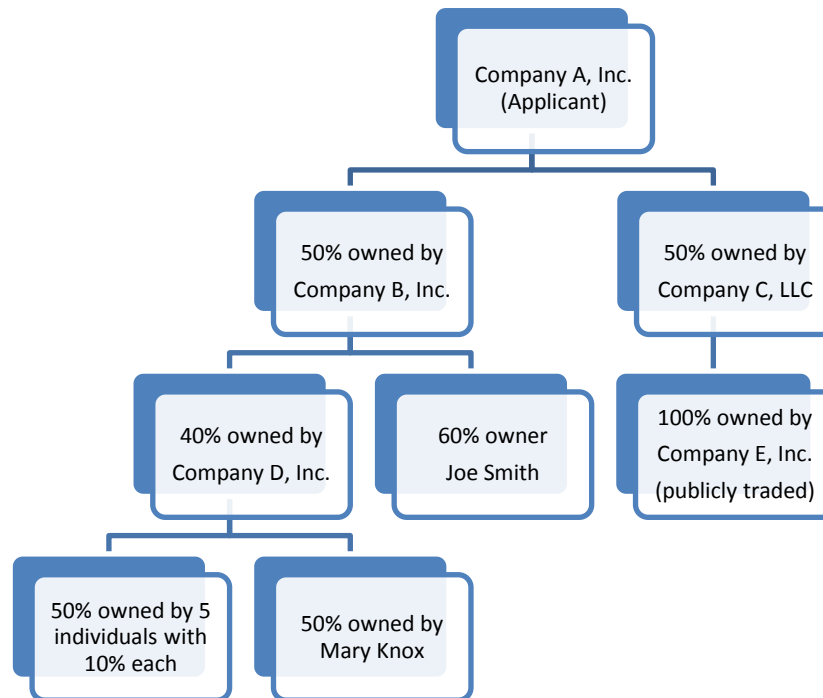 Company A, Inc.
(Applicant)
50% owned by
Company B, Inc.
50% owned by
Company C, LLC
40% owned by
Company D, Inc.
60% owner
Joe Smith
100% owned by
Company E, Inc.
(publicly traded)
50% owned by 5
individuals with
10% each
50% owned by
Mary Knox